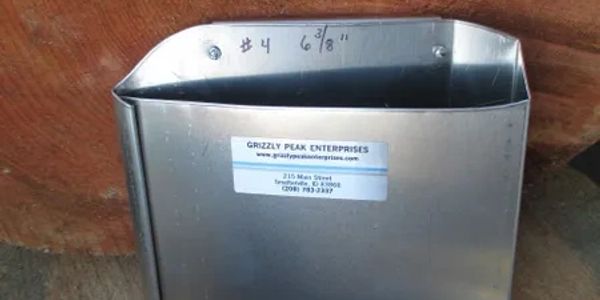 #4 6 3/8"
GRIZZLY PEAK ENTERPRISES
www.grizzlypeakenterprises.com
215 Main Street
Smelterville, ID 83868
(208) 783-2337